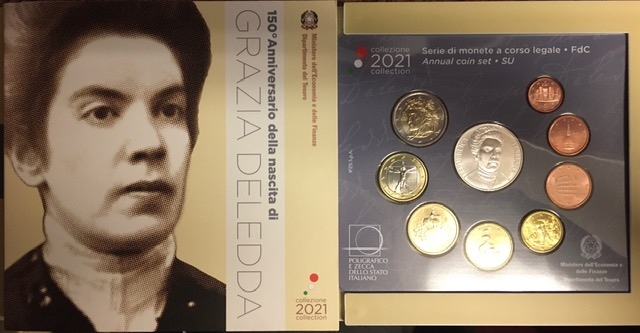 150°Anniversario della nascita di
GRAZIA DELEDDA
Ministero dell'Economia e delle Finanze
Dipartimento del Tesoro
collezione
2021
collection
collezione
2021
collection
Serie di monete a corso legale • FdC
Annual coin set • SU
POLIGRAFICO
E ZECCA
DELLO STATO
ITALIANO
Ministero dell'Economia e
delle Finanze
Dipartimento del Tesoro